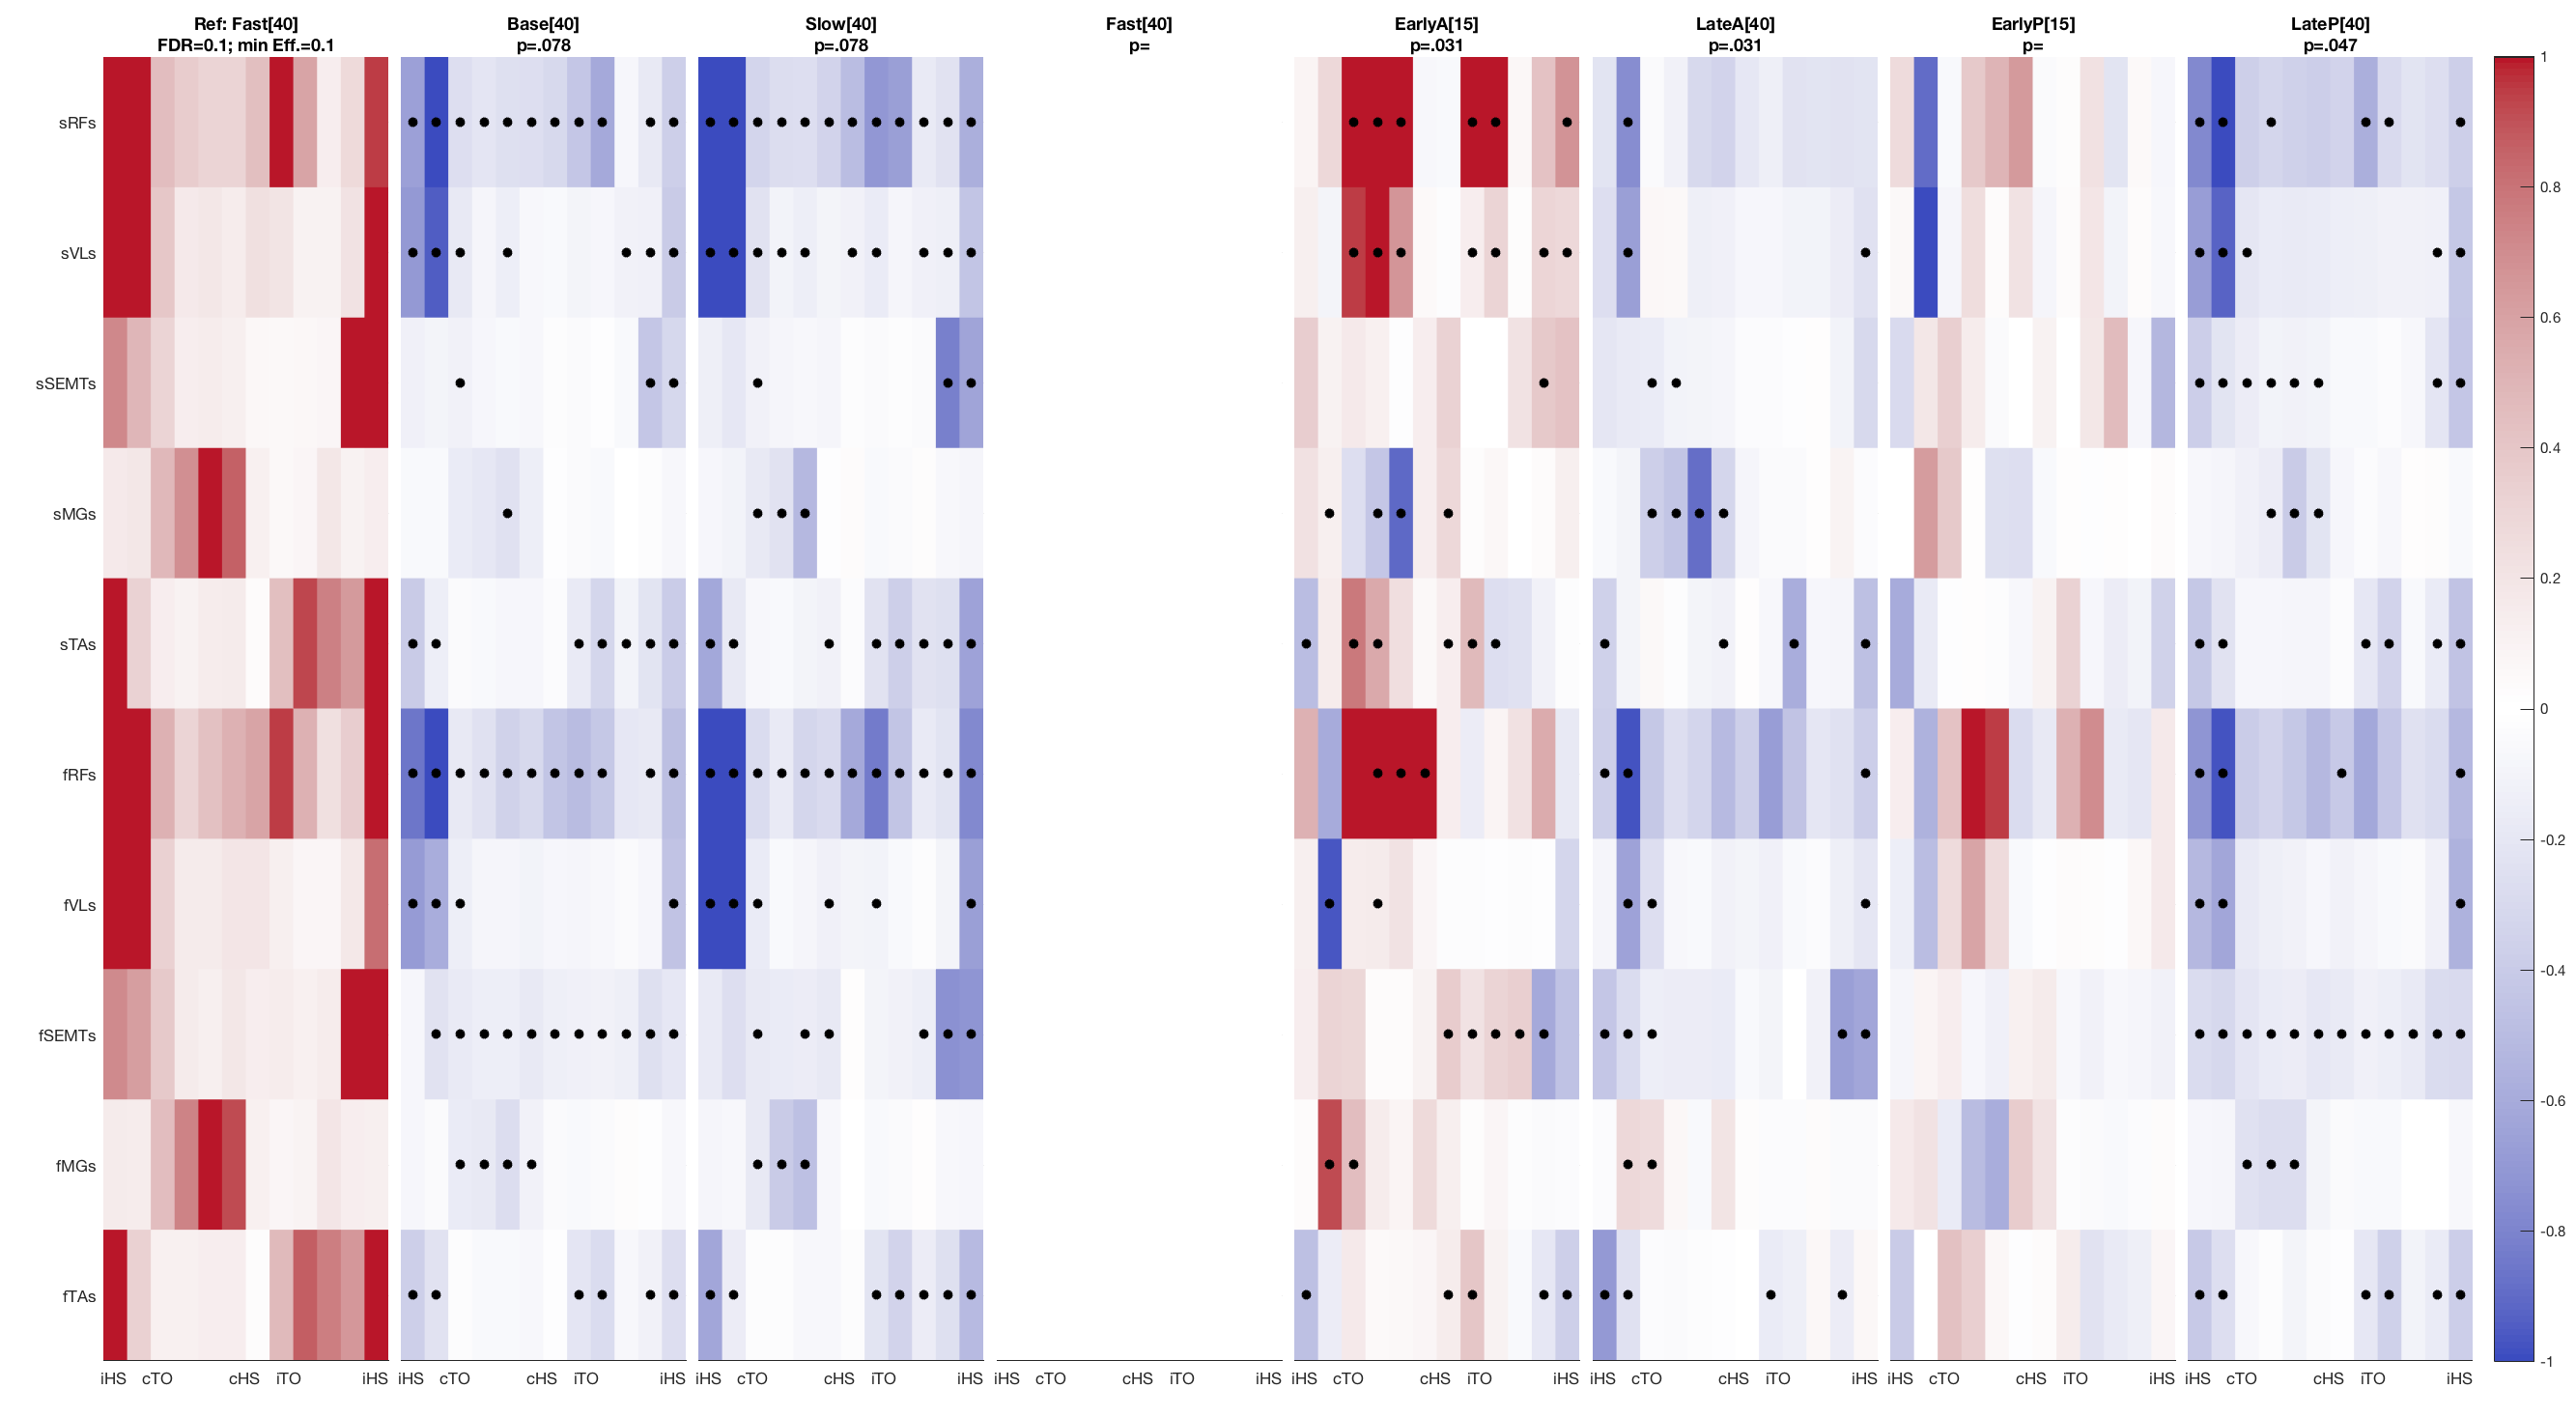 Ref: Fast[40] Base[40] Slow[40] Fast[40] EarlyA[15] LateA[40] EarlyP[15] LateP[40]
FDR=0.1; min Eff.=0.1 p=.078 p=.078 p= p=.031 p=.031 p= p=.047
sRFs
sVLs
sSEMTs
sMGs
sTAs
fRFs
fVLs
fSEMTs
fMGs
fTAs
iHS cTO cHS iTO iHS iHS cTO cHS iTO iHS iHS cTO cHS iTO iHS iHS cTO cHS iTO iHS iHS cTO cHS iTO iHS iHS cTO cHS iTO iHS iHS cTO cHS iTO iHS iHS cTO cHS iTO iHS
1
0.8
0.6
0.4
0.2
0
-0.2
-0.4
-0.6
-0.8
-1